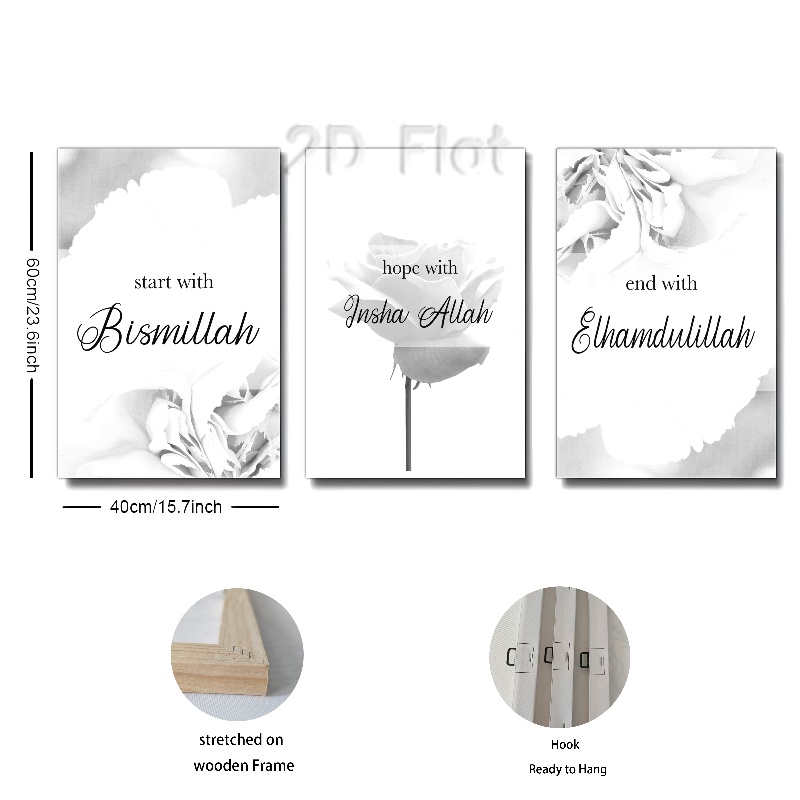 2D Flat
start with
Bismillah
hope with
Insha Allah
end with
Elhamdulillah
60cm/23.6inch
40cm/15.7inch
stretched on
wooden Frame
Hook
Ready to Hang